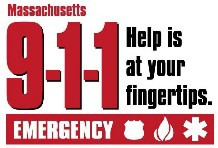 Massachusetts
9-1-1
Help is
at your
fingertips.
EMERGENCY